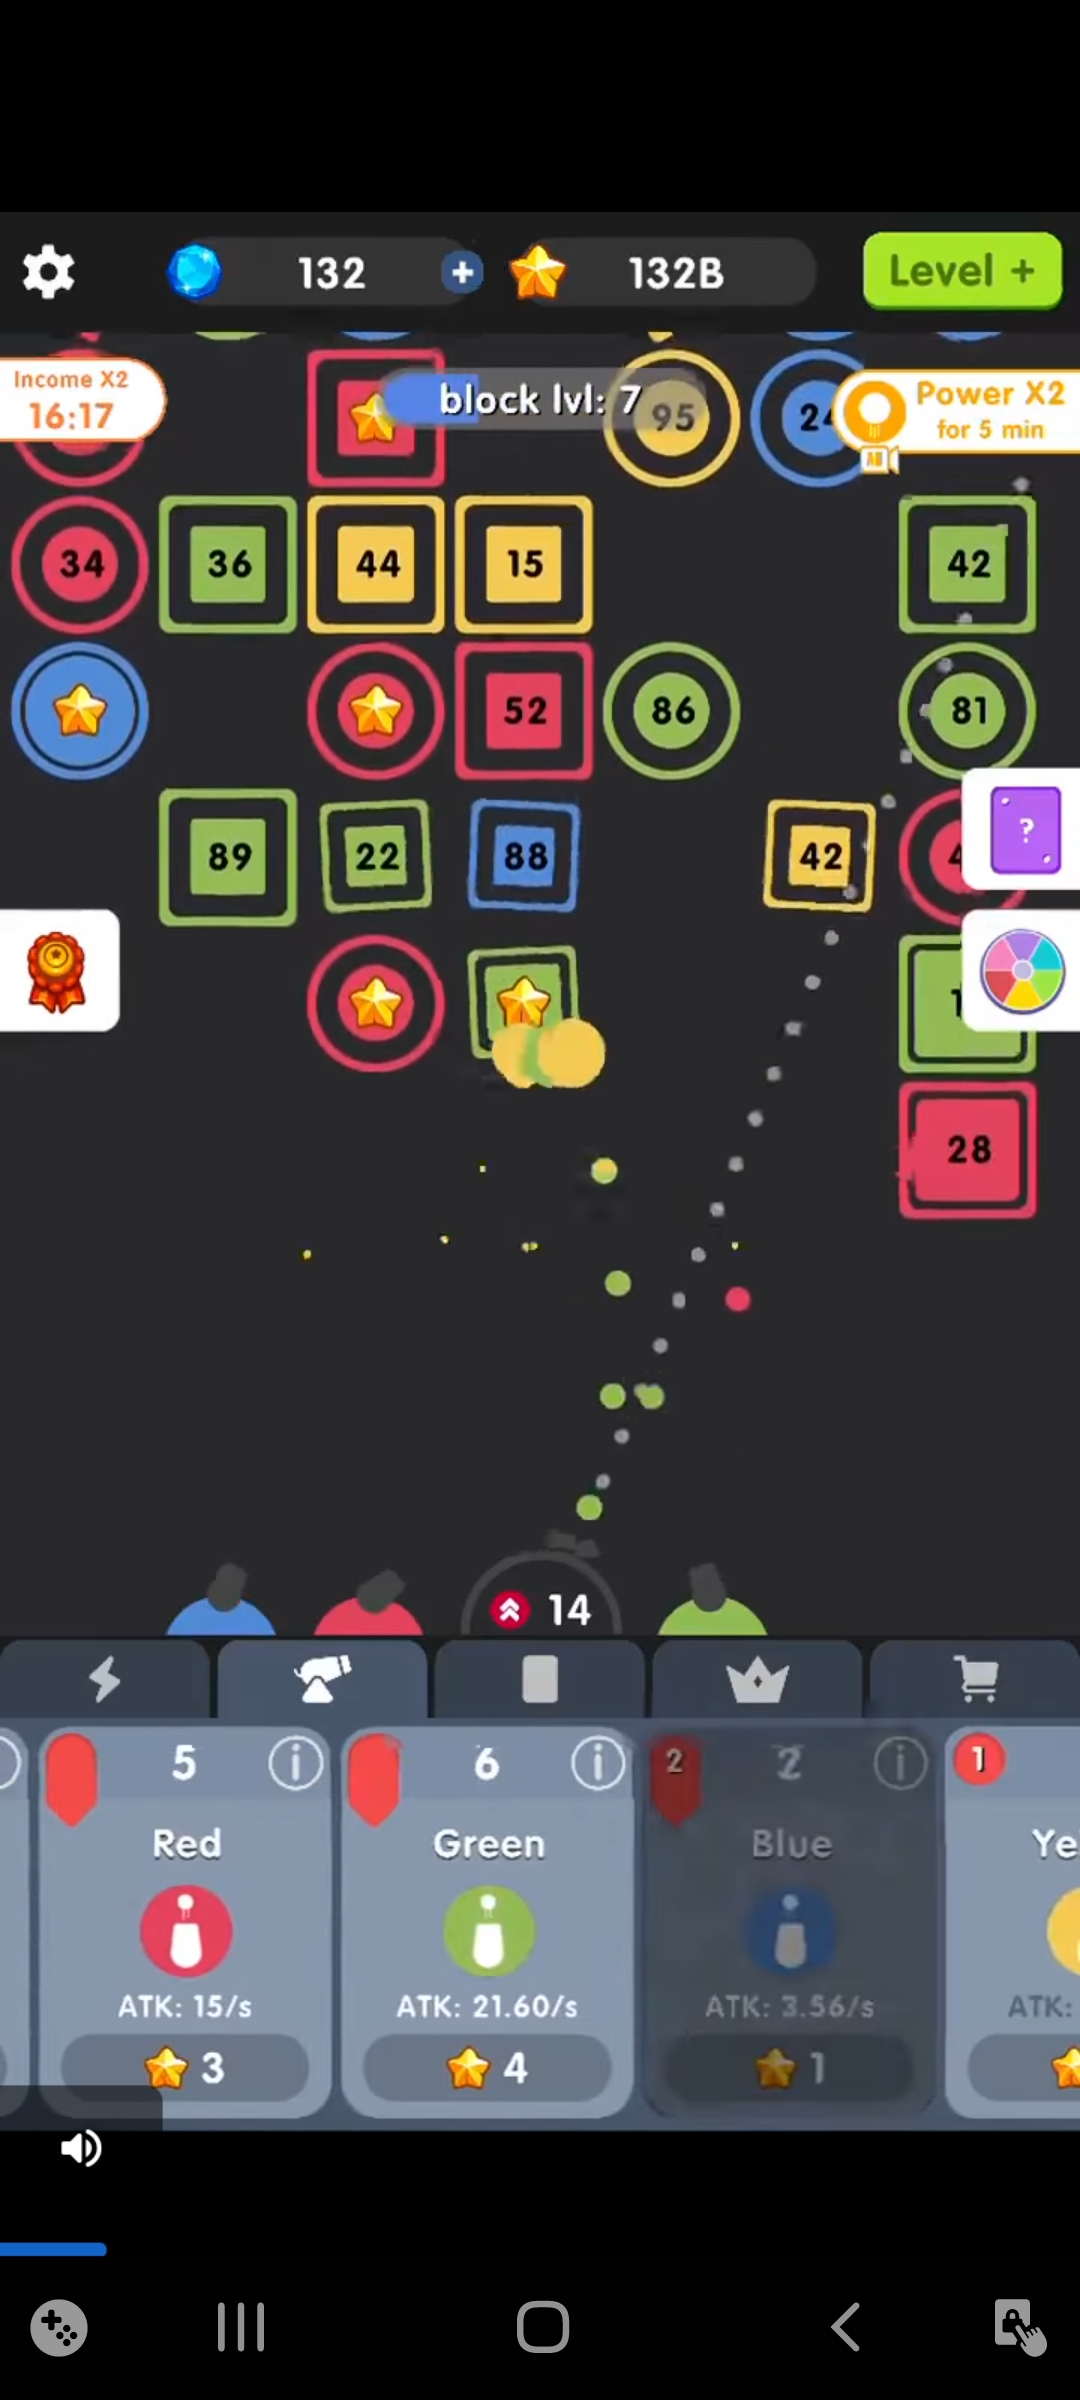 132
132B
Level +
Income X2
16:17
block lvl: 7
95
Power X2
for 5 min
AD
34
36
44
15
42
52
86
81
89
22
88
42
?
28
14
5
6
2
2
1
Red
Green
Blue
ATK: 15/s
ATK: 21.60/s
ATK: 3.56/s
ATK:
3
4
1